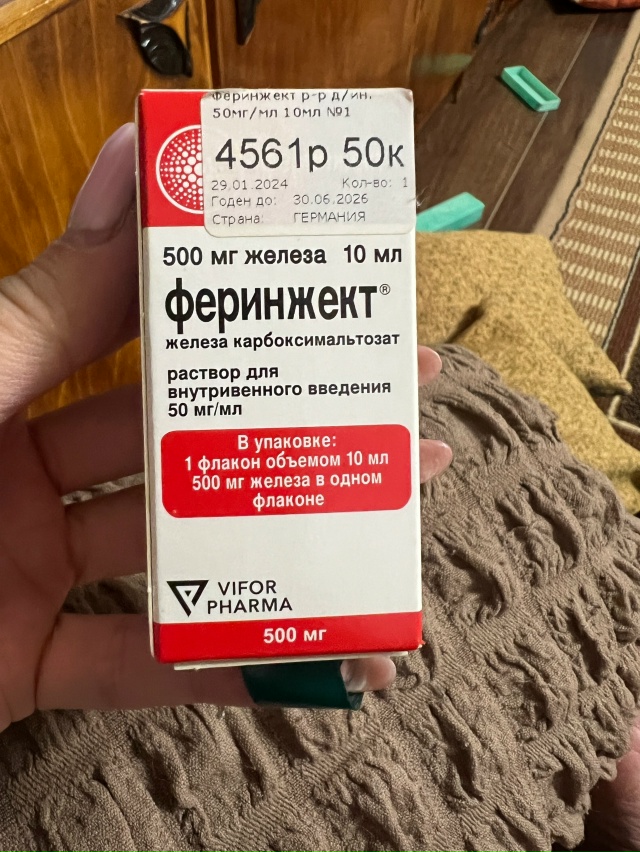 Феринжект р-р д/ин.
50мг/мл 10мл №1
4561р 50к
29.01.2024 Кол-во: 1
Годен до: 30.06.2026
Страна: ГЕРМАНИЯ
500 мг железа 10 мл
феринжект®
железа карбоксимальтозат
раствор для
внутривенного введения
50 мг/мл
В упаковке:
1 флакон объемом 10 мл
500 мг железа в одном
флаконе
VIFOR
PHARMA
500 мг